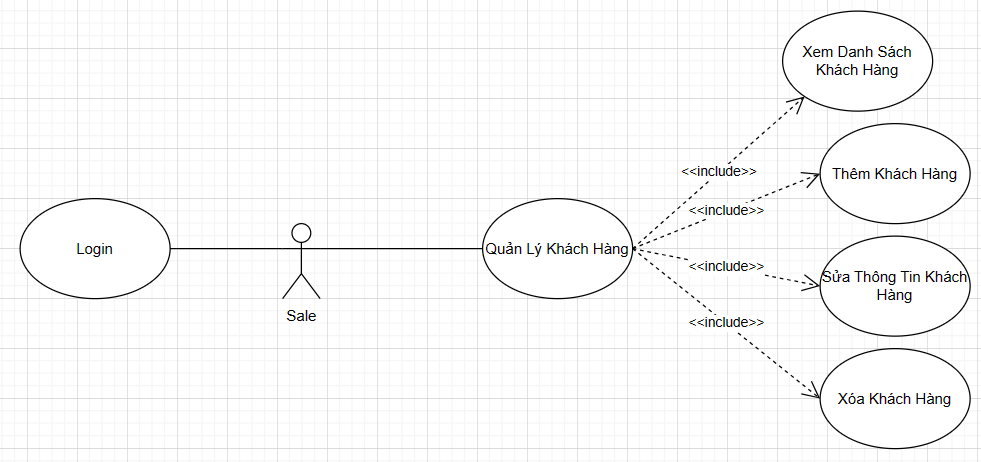 Xem Danh Sách
Khách Hàng
<<include>>
Thêm Khách Hàng
<<include>>
Login
Quản Lý Khách Hàng
<<include>>
Sửa Thông Tin Khách
Hàng
Sale
<<include>>
Xóa Khách Hàng